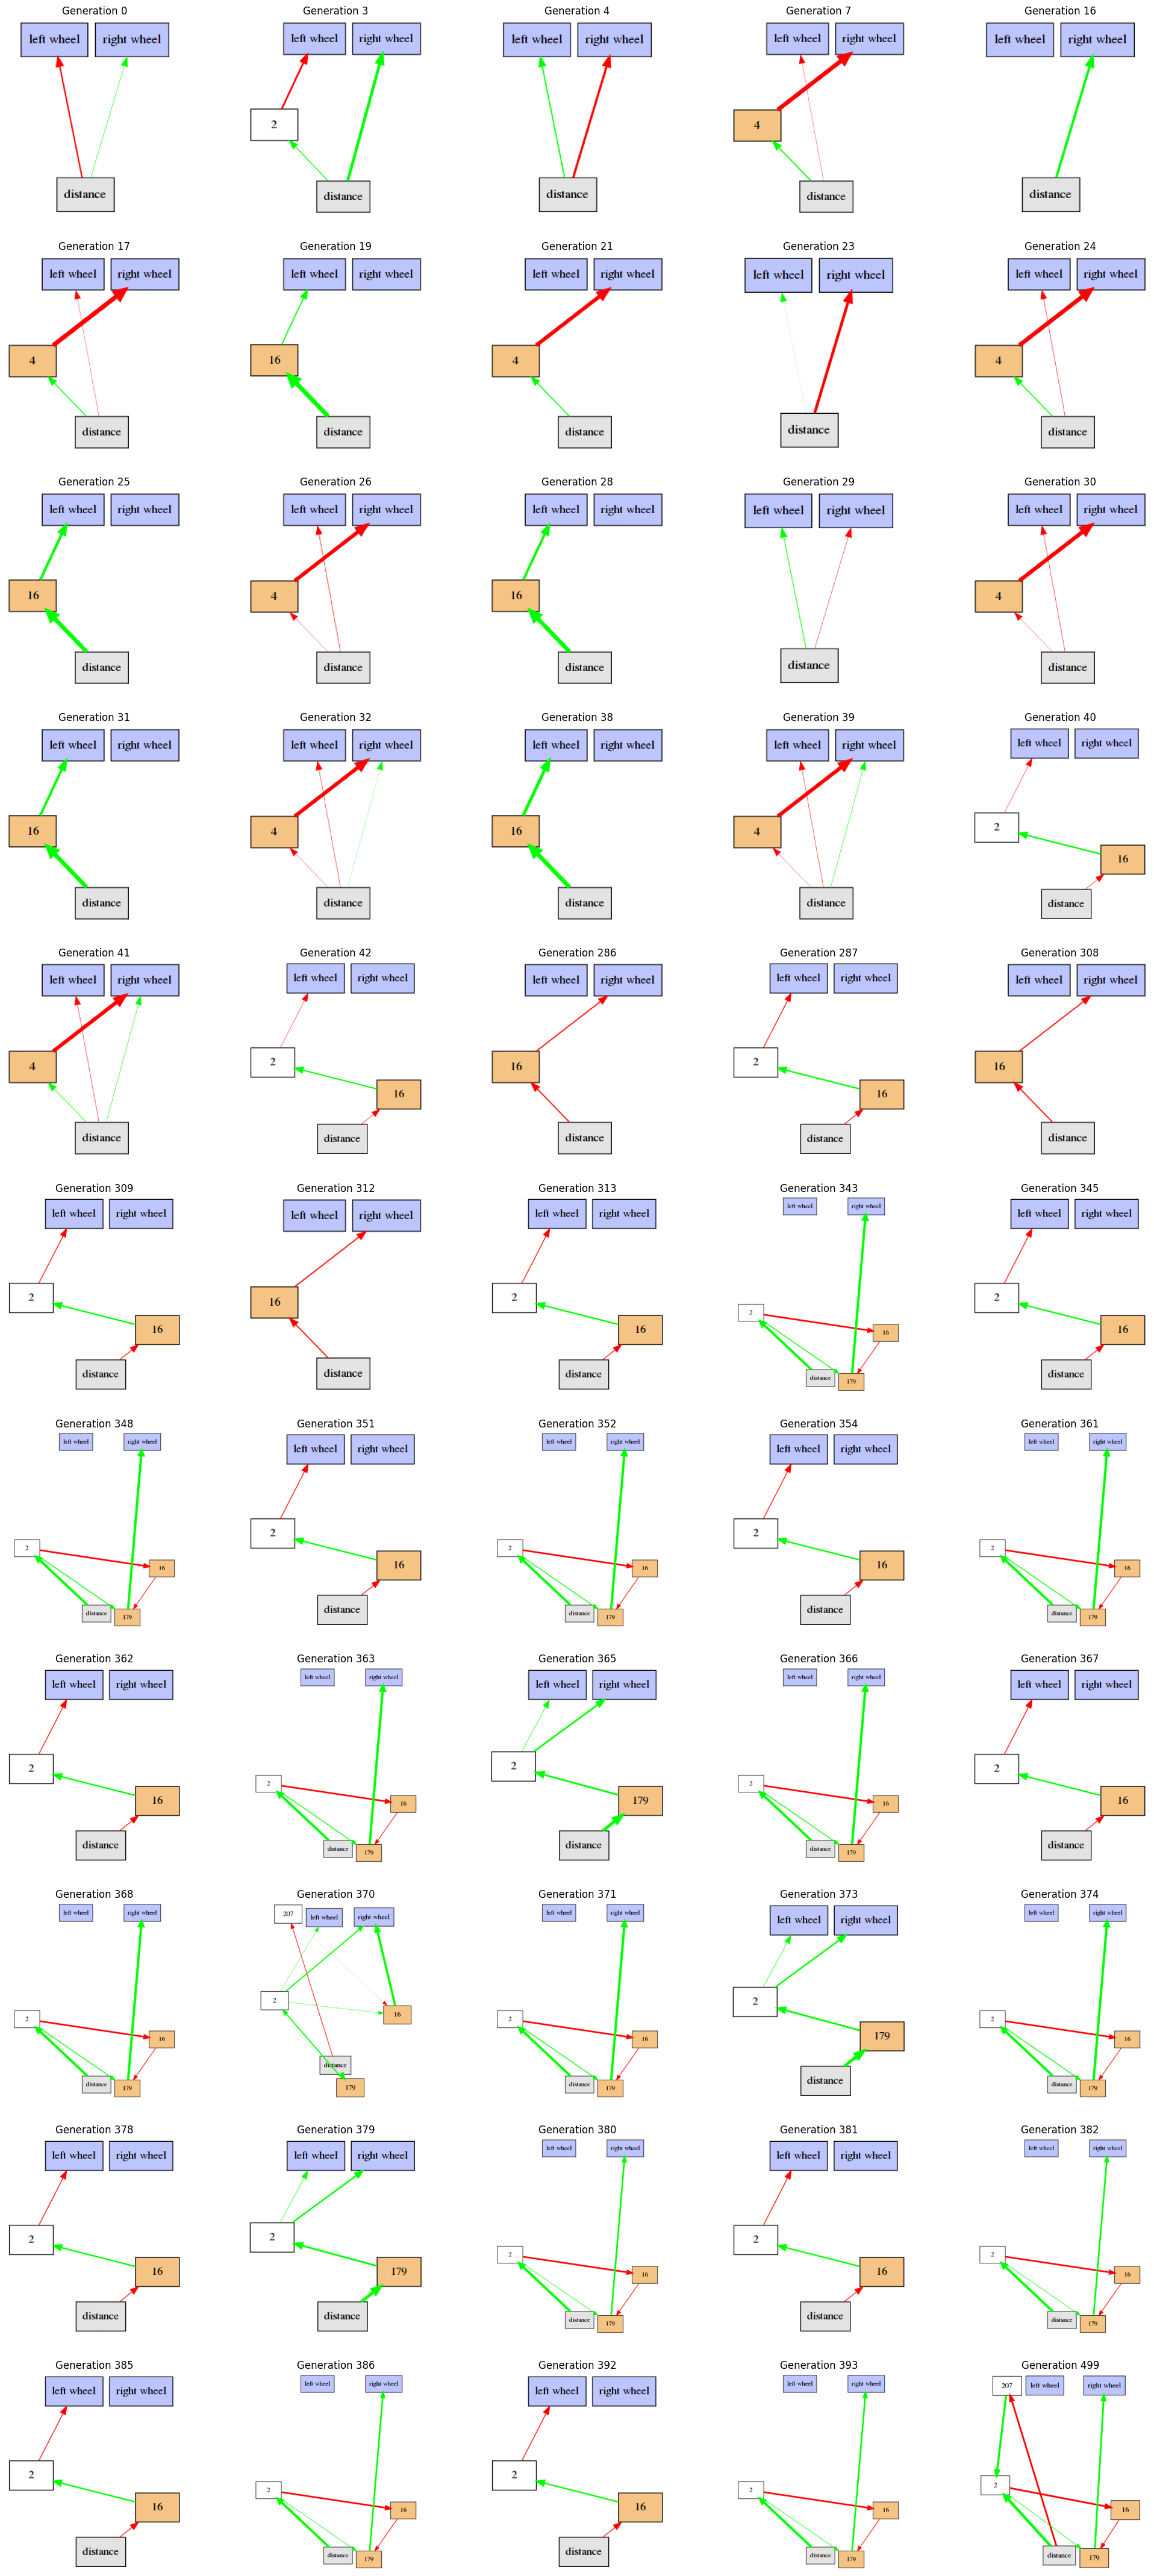 Generation 0
left wheel right wheel
distance
Generation 3
left wheel right wheel
2
distance
Generation 4
left wheel right wheel
distance
Generation 7
left wheel right wheel
4
distance
Generation 16
left wheel right wheel
distance
Generation 17
left wheel right wheel
4
distance
Generation 19
left wheel right wheel
16
distance
Generation 21
left wheel right wheel
4
distance
Generation 23
left wheel right wheel
distance
Generation 24
left wheel right wheel
4
distance
Generation 25
left wheel right wheel
16
distance
Generation 26
left wheel right wheel
4
distance
Generation 28
left wheel right wheel
16
distance
Generation 29
left wheel right wheel
distance
Generation 30
left wheel right wheel
4
distance
Generation 31
left wheel right wheel
16
distance
Generation 32
left wheel right wheel
4
distance
Generation 38
left wheel right wheel
16
distance
Generation 39
left wheel right wheel
4
distance
Generation 40
left wheel right wheel
2
16
distance
Generation 41
left wheel right wheel
4
distance
Generation 42
left wheel right wheel
2
16
distance
Generation 286
left wheel right wheel
16
distance
Generation 287
left wheel right wheel
2
16
distance
Generation 308
left wheel right wheel
16
distance
Generation 309
left wheel right wheel
2
16
distance
Generation 312
left wheel right wheel
16
distance
Generation 313
left wheel right wheel
2
16
distance
Generation 343
left wheel right wheel
2
16
distance
179
Generation 345
left wheel right wheel
2
16
distance
Generation 348
left wheel right wheel
2
16
distance
179
Generation 351
left wheel right wheel
2
16
distance
Generation 352
left wheel right wheel
2
16
distance
179
Generation 354
left wheel right wheel
2
16
distance
Generation 361
left wheel right wheel
2
16
distance
179
Generation 362
left wheel right wheel
2
16
distance
Generation 363
left wheel right wheel
2
16
distance
179
Generation 365
left wheel right wheel
2
179
distance
Generation 366
left wheel right wheel
2
16
distance
179
Generation 367
left wheel right wheel
2
16
distance
Generation 368
left wheel right wheel
2
16
distance
179
Generation 370
207 left wheel right wheel
2
16
distance
179
Generation 371
left wheel right wheel
2
16
distance
179
Generation 373
left wheel right wheel
2
179
distance
Generation 374
left wheel right wheel
2
16
distance
179
Generation 378
left wheel right wheel
2
16
distance
Generation 379
left wheel right wheel
2
179
distance
Generation 380
left wheel right wheel
2
16
distance
179
Generation 381
left wheel right wheel
2
16
distance
Generation 382
left wheel right wheel
2
16
distance
179
Generation 385
left wheel right wheel
2
16
distance
Generation 386
left wheel right wheel
2
16
distance
179
Generation 392
left wheel right wheel
2
16
distance
Generation 393
left wheel right wheel
2
16
distance
179
Generation 499
207 left wheel right wheel
2
16
distance
179